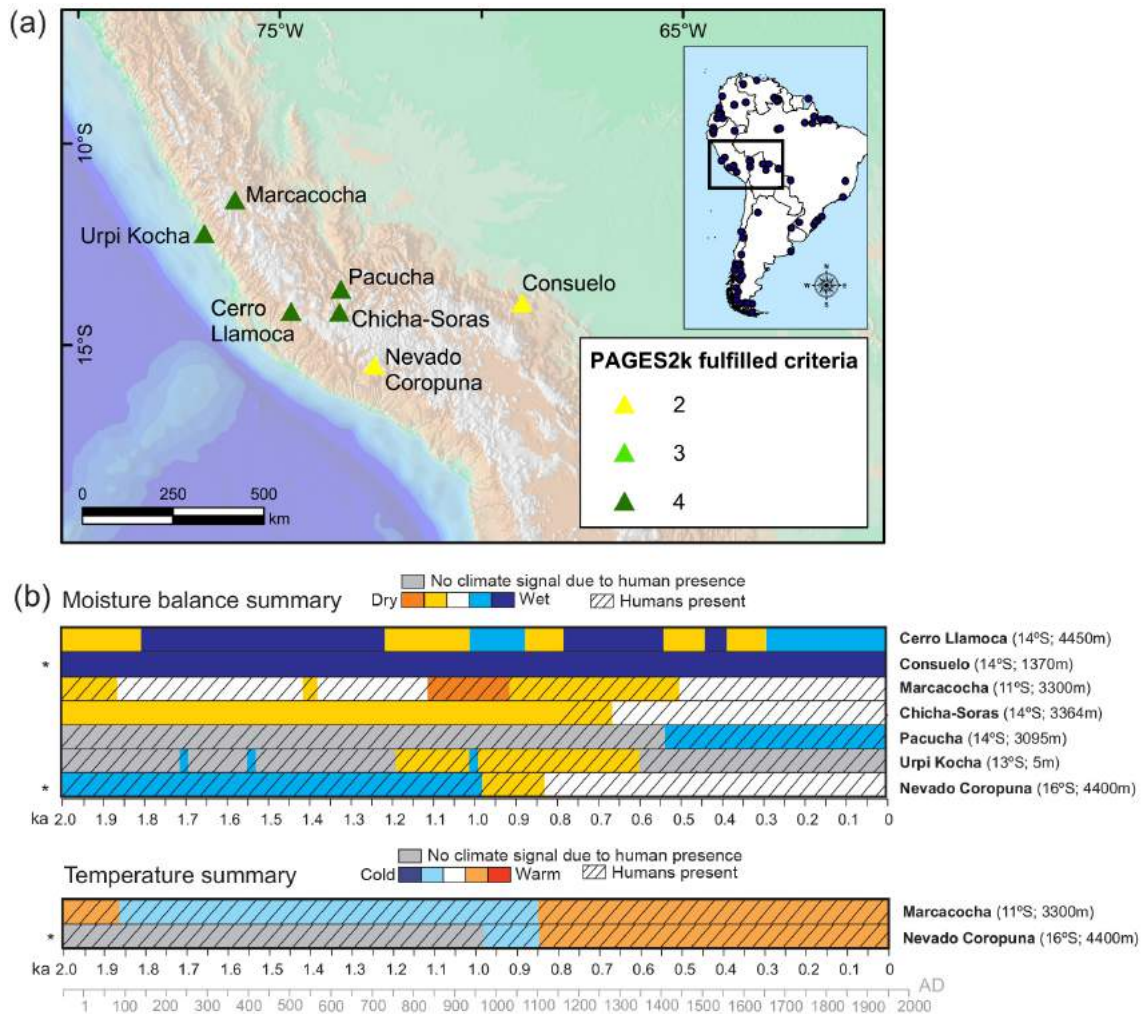 (a)
75°W
65°W
10°S
15°S
Marcacocha
Urpi Kocha
Pacucha
Consuelo
Cerro
Llamoca
Chicha-Soras
Nevado
Coropuna
N
W
E
S
PAGES2k fulfilled criteria
2
3
4
0 250 500
km
(b)
No climate signal due to human presence
Moisture balance summary
Dry Wet Humans present
Cerro Llamoca (14ºS; 4450m)
* Consuelo (14ºS; 1370m)
Marcacocha (11ºS; 3300m)
Chicha-Soras (14ºS; 3364m)
Pacucha (14ºS; 3095m)
Urpi Kocha (13ºS; 5m)
* Nevado Coropuna (16ºS; 4400m)
ka 2.0 1.9 1.8 1.7 1.6 1.5 1.4 1.3 1.2 1.1 1.0 0.9 0.8 0.7 0.6 0.5 0.4 0.3 0.2 0.1 0
No climate signal due to human presence
Temperature summary
Cold Warm Humans present
Marcacocha (11ºS; 3300m)
* Nevado Coropuna (16ºS; 4400m)
ka 2.0 1.9 1.8 1.7 1.6 1.5 1.4 1.3 1.2 1.1 1.0 0.9 0.8 0.7 0.6 0.5 0.4 0.3 0.2 0.1 0
AD
1 100 200 300 400 500 600 700 800 900 1000 1100 1200 1300 1400 1500 1600 1700 1800 1900 2000